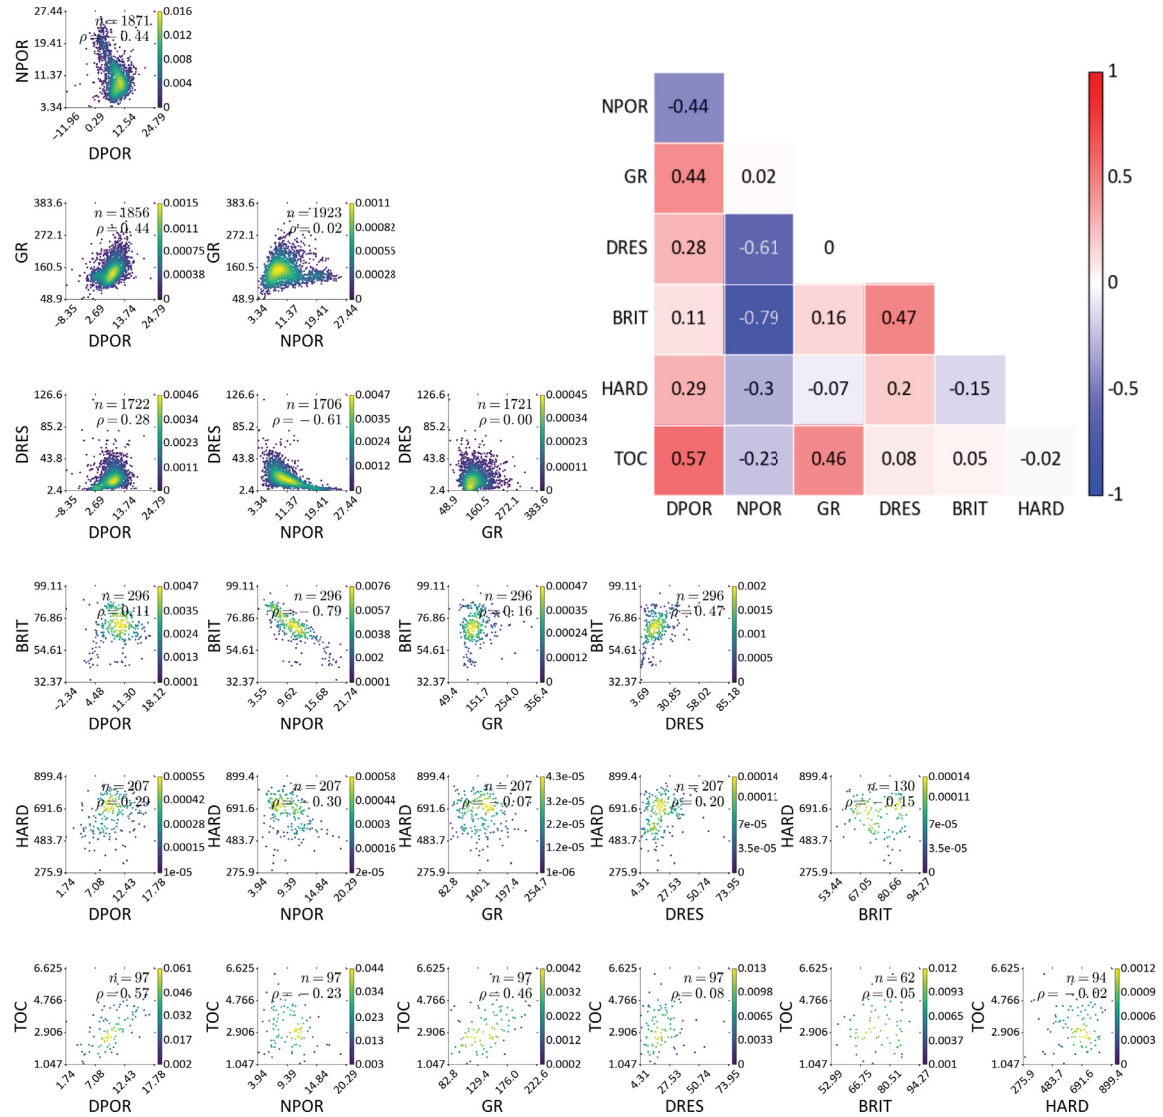 27.44 n = 1871 0.016
19.41 ρ = −0.44 0.012
NPOR
11.37 0.008
0.004
3.34 0
−11.96 0.29 12.54 24.79
DPOR
1
NPOR -0.44
GR 0.44 0.02 0.5
DRES 0.28 -0.61 0
0
BRIT 0.11 -0.79 0.16 0.47
HARD 0.29 -0.3 -0.07 0.2 -0.15 -0.5
TOC 0.57 -0.23 0.46 0.08 0.05 -0.02
-1
DPOR NPOR GR DRES BRIT HARD
383.6 n = 1856 0.0015
272.1 ρ = 0.44 0.0011
GR
160.5 0.00075
0.00038
48.9 0
−8.35 2.69 13.74 24.79
DPOR
n = 1923 0.0011
ρ = 0.02 0.00082
GR
0.00055
0.00028
0
3.34 11.37 19.41 27.44
NPOR
126.6 n = 1722 0.0046
85.2 ρ = 0.28 0.0034
DRES
43.8 0.0023
0.0011
2.4 0
−8.35 2.69 13.74 24.79
DPOR
126.6 n = 1706 0.0047
85.2 ρ = −0.61 0.0035
DRES
43.8 0.0023
0.0012
2.4 0
3.34 11.37 19.41 27.44
NPOR
126.6 n = 1721 0.00045
85.2 ρ = 0.00 0.00034
DRES
43.8 0.00023
0.00011
2.4 0
48.9 160.5 272.1 383.6
GR
99.11 n = 296 0.0047
76.86 ρ = 0.11 0.0035
BRIT
54.61 0.0024
0.0013
32.37 0.0001
−2.34 4.48 11.30 18.12
DPOR
99.11 n = 296 0.0076
76.86 ρ = −0.79 0.0057
BRIT
54.61 0.0038
0.002
32.37 0.0001
3.55 9.62 15.68 21.74
NPOR
99.11 n = 296 0.00047
76.86 ρ = 0.16 0.00035
BRIT
54.61 0.00024
0.00012
32.37 0
49.4 151.7 254.0 356.4
GR
99.11 n = 296 0.002
76.86 ρ = 0.47 0.0015
BRIT
54.61 0.001
0.0005
32.37 0
3.69 30.85 58.02 85.18
DRES
899.4 n = 207 0.00055
691.6 ρ = 0.29 0.00042
HARD
483.7 0.00028
0.00015
275.9 1e-05
1.74 7.08 12.43 17.78
DPOR
899.4 n = 207 0.00058
691.6 ρ = −0.30 0.00044
HARD
483.7 0.0003
0.00016
275.9 2e-05
3.94 9.39 14.84 20.29
NPOR
899.4 n = 207 4.3e-05
691.6 ρ = −0.07 3.2e-05
HARD
483.7 2.2e-05
1.2e-05
275.9 1e-06
82.8 140.1 197.4 254.7
GR
899.4 n = 207 0.00014
691.6 ρ = 0.20 0.00011
HARD
483.7 7e-05
3.5e-05
275.9 0
4.31 27.53 50.74 73.95
DRES
899.4 n = 130 0.00014
691.6 ρ = −0.15 0.00011
HARD
483.7 7e-05
3.5e-05
275.9 0
53.44 67.05 80.66 94.27
BRIT
6.625 n = 97 0.061
4.766 ρ = 0.57 0.046
TOC
2.906 0.032
0.017
1.047 0.002
1.74 7.08 12.43 17.78
DPOR
6.625 n = 97 0.044
4.766 ρ = −0.23 0.034
TOC
2.906 0.023
0.013
1.047 0.003
3.94 9.39 14.84 20.29
NPOR
6.625 n = 97 0.0042
4.766 ρ = 0.46 0.0032
TOC
2.906 0.0022
0.0012
1.047 0.0002
82.8 129.4 176.0 222.6
GR
6.625 n = 97 0.013
4.766 ρ = 0.08 0.0098
TOC
2.906 0.0065
0.0033
1.047 0
4.31 27.53 50.74 73.95
DRES
6.625 n = 62 0.012
4.766 ρ = 0.05 0.0093
TOC
2.906 0.0065
0.0037
1.047 0.001
52.99 66.75 80.51 94.27
BRIT
6.625 n = 94 0.0012
4.766 ρ = −0.02 0.0009
TOC
2.906 0.0006
0.0003
1.047 0
275.9 483.7 691.6 899.4
HARD